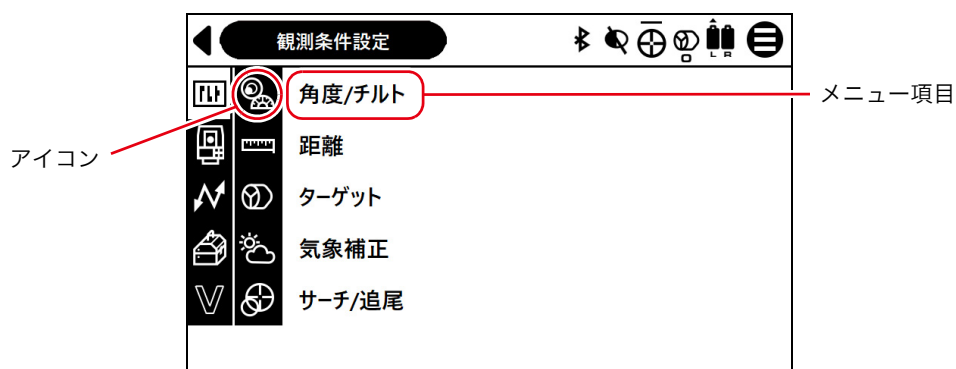 観測条件設定
L R
角度/チルト
メニュー項目
距離
アイコン
ターゲット
気象補正
サーチ/追尾